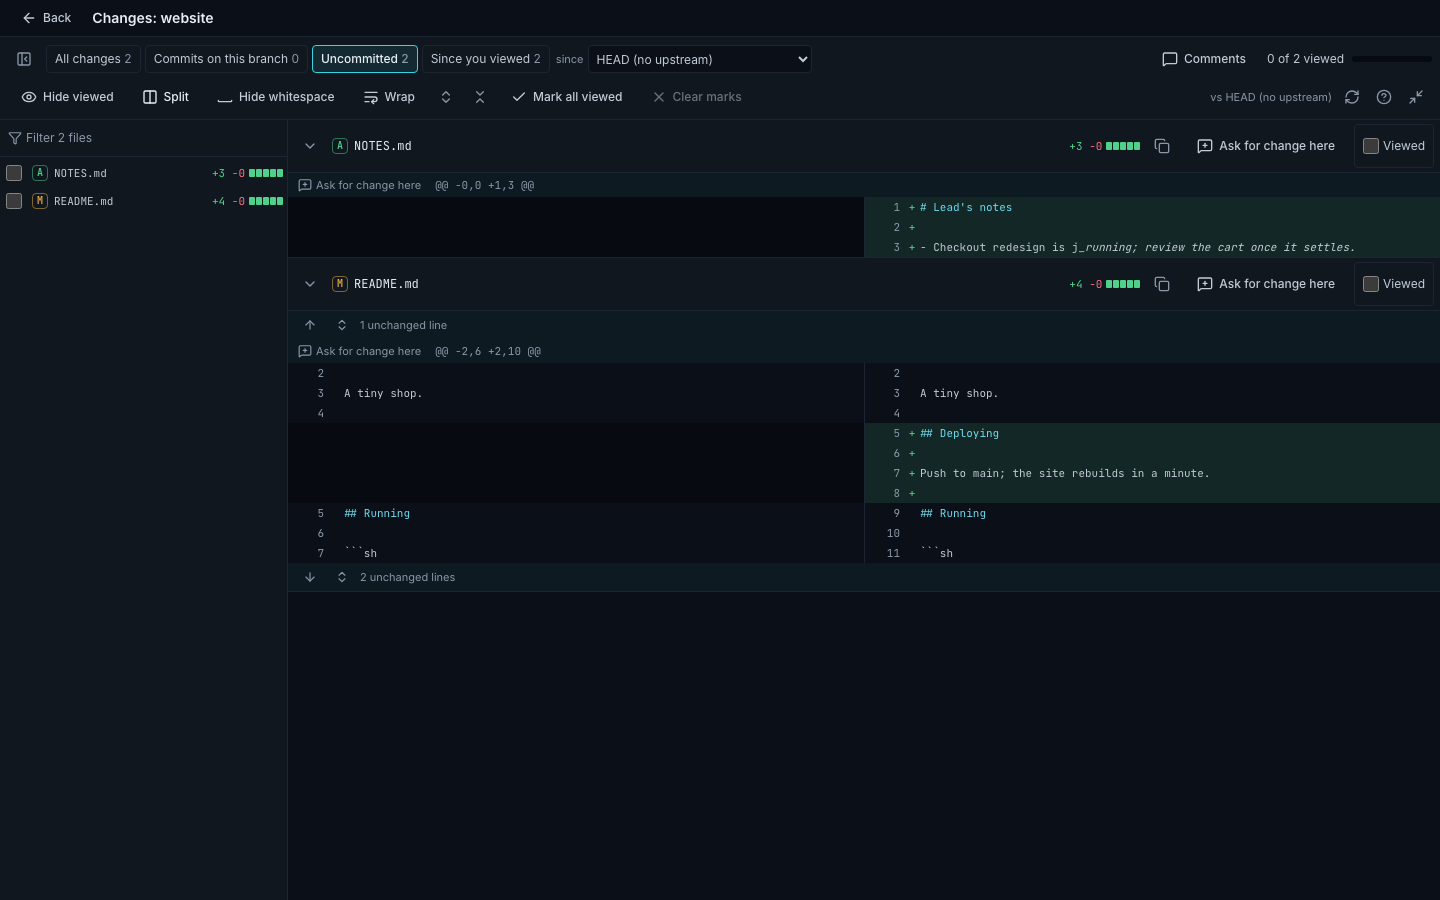 Back
Changes: website
All changes 2
Commits on this branch 0
Uncommitted 2
Since you viewed 2
since
HEAD (no upstream)
Comments
0 of 2 viewed
Hide viewed
Split
Hide whitespace
Wrap
Mark all viewed
Clear marks
vs HEAD (no upstream)
Filter 2 files
A NOTES.md +3 -0
M README.md +4 -0
A NOTES.md +3 -0
Ask for change here
Viewed
Ask for change here @@ -0,0 +1,3 @@
1 + # Lead's notes
2 +
3 + - Checkout redesign is j_running; review the cart once it settles.
M README.md +4 -0
Ask for change here
Viewed
1 unchanged line
Ask for change here @@ -2,6 +2,10 @@
2 2
3 A tiny shop. 3 A tiny shop.
4 4
5 + ## Deploying
6 +
7 + Push to main; the site rebuilds in a minute.
8 +
5 ## Running 9 ## Running
6 10
7 ```sh 11 ```sh
2 unchanged lines